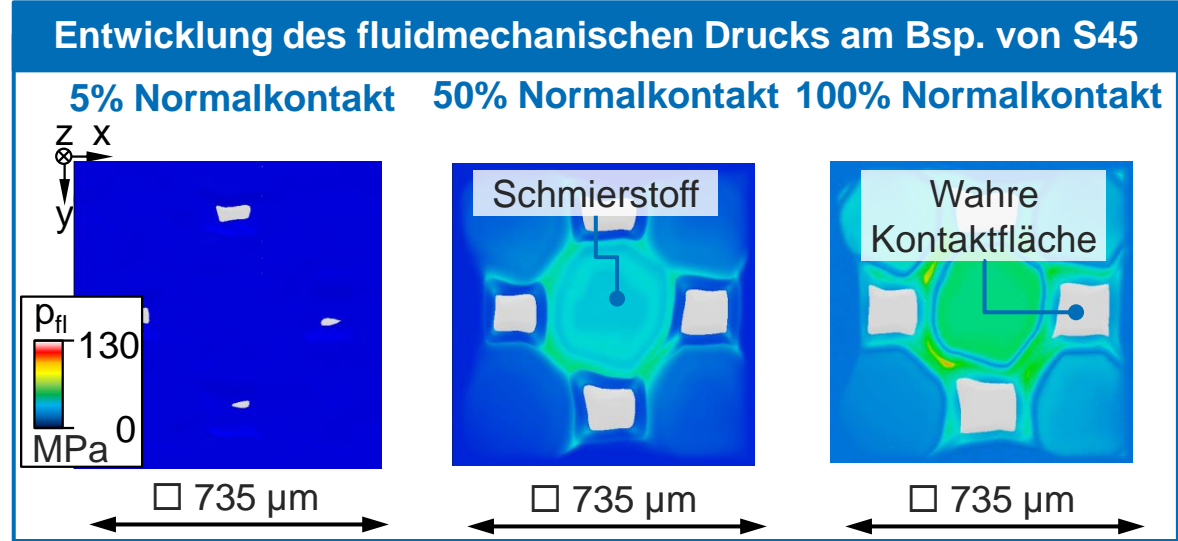 Entwicklung des fluidmechanischen Drucks am Bsp. von S45
5% Normalkontakt
50% Normalkontakt
100% Normalkontakt
z x
y
p_fl
130
0
MPa
Schmierstoff
Wahre
Kontaktfläche
□ 735 µm
□ 735 µm
□ 735 µm